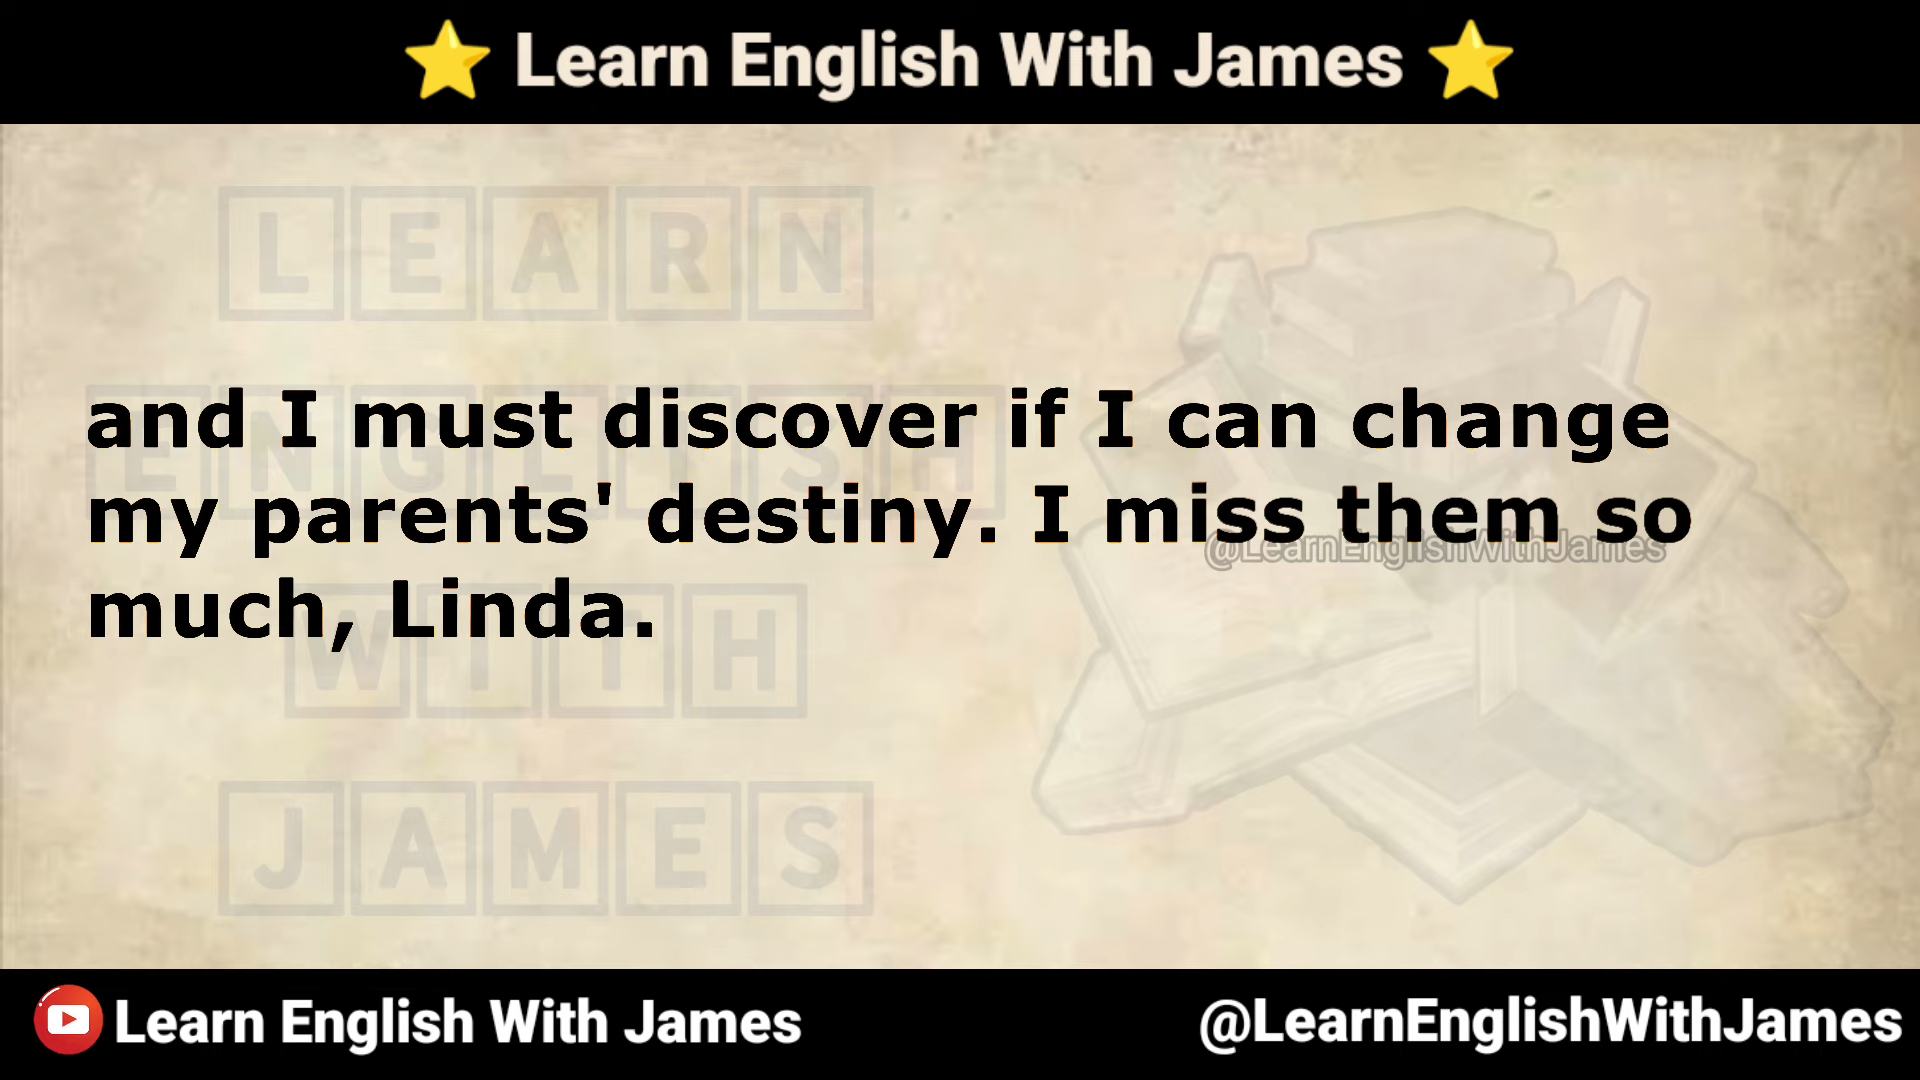 ⭐ Learn English With James ⭐
LEARN
and I must discover if I can change
ENGLISH
my parents' destiny. I miss them so
@LearnEnglishWithJames
much, Linda.
WITH
JAMES
Learn English With James
@LearnEnglishWithJames